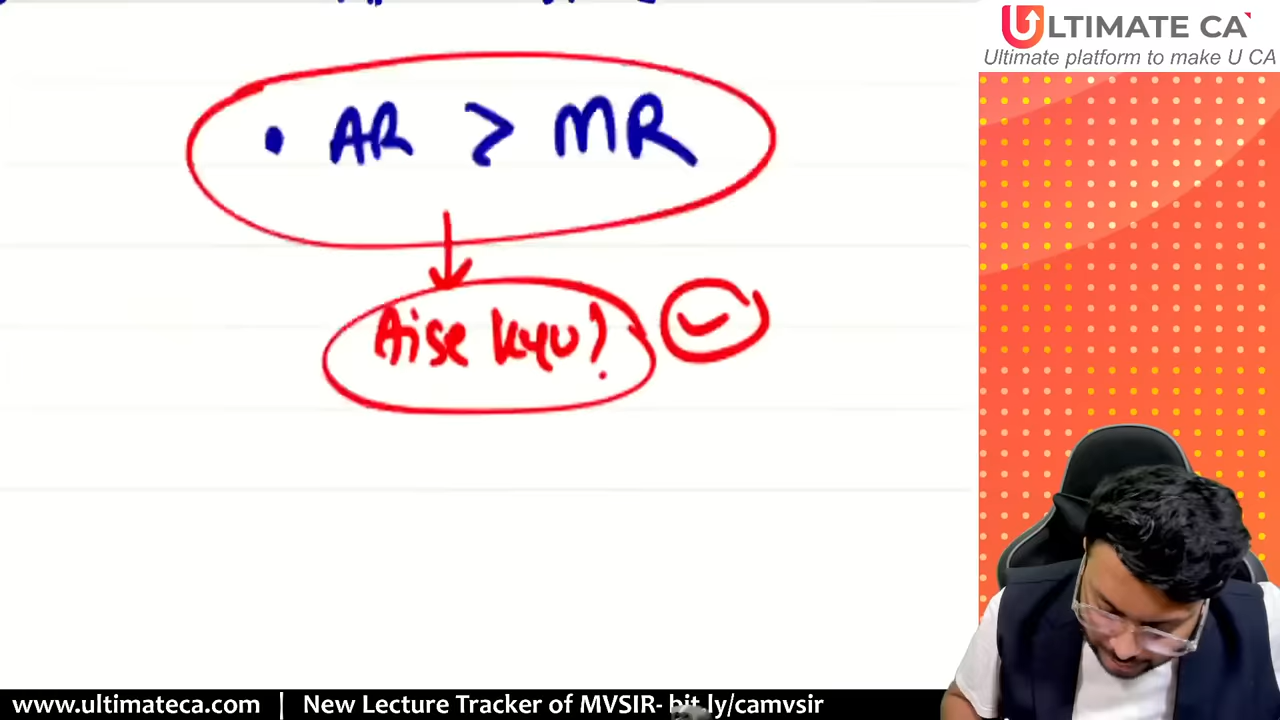 ULTIMATE CA
Ultimate platform to make U CA
• AR > MR
Aise kyu?
www.ultimateca.com | New Lecture Tracker of MVSIR- bit.ly/camvsir